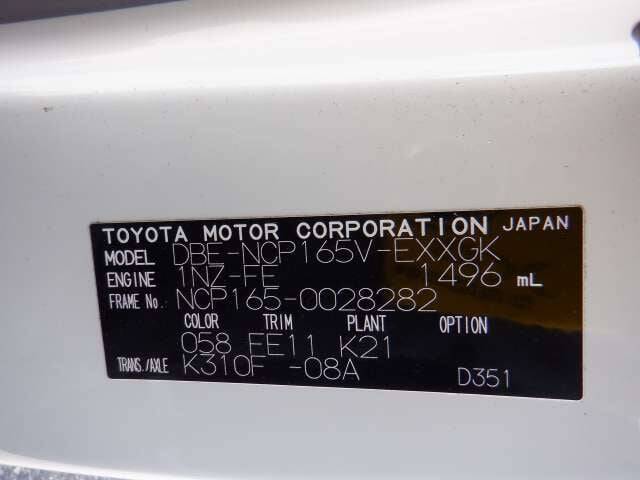 TOYOTA MOTOR CORPORATION JAPAN
MODEL DBE-NCP165V-EXXGK
ENGINE 1NZ-FE 1496 mL
FRAME No. NCP165-0028282
COLOR TRIM PLANT OPTION
058 FE11 K21
TRANS./AXLE K310F -08A D351